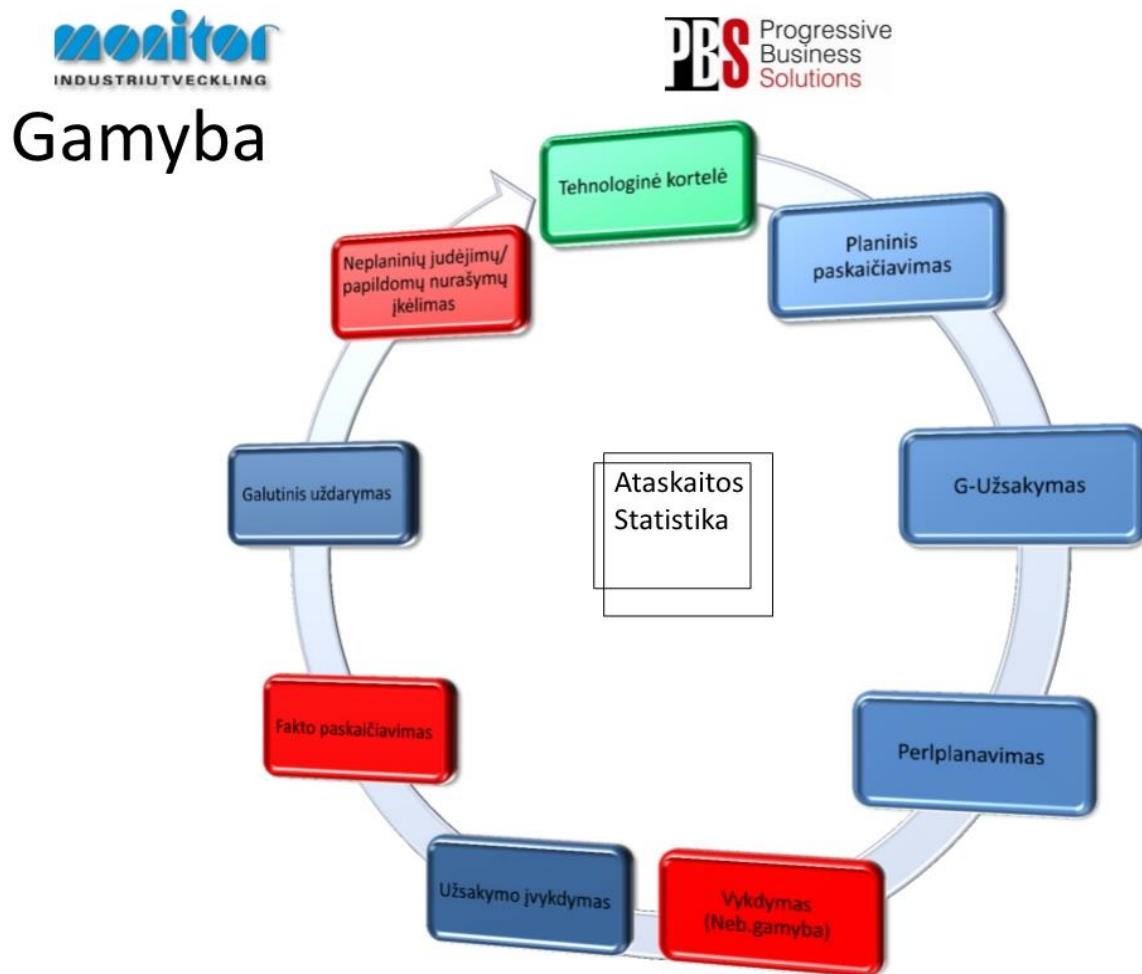 monitor
INDUSTRIUTVECKLING
PBS
Progressive
Business
Solutions
Gamyba
Tehnologinė kortelė
Planinis
paskaičiavimas
G-Užsakymas
Perlplanavimas
Vykdymas
(Neb.gamyba)
Užsakymo įvykdymas
Fakto paskaičiavimas
Galutinis uždarymas
Neplaninių judėjimų/
papildomų nurašymų
įkėlimas
Ataskaitos
Statistika